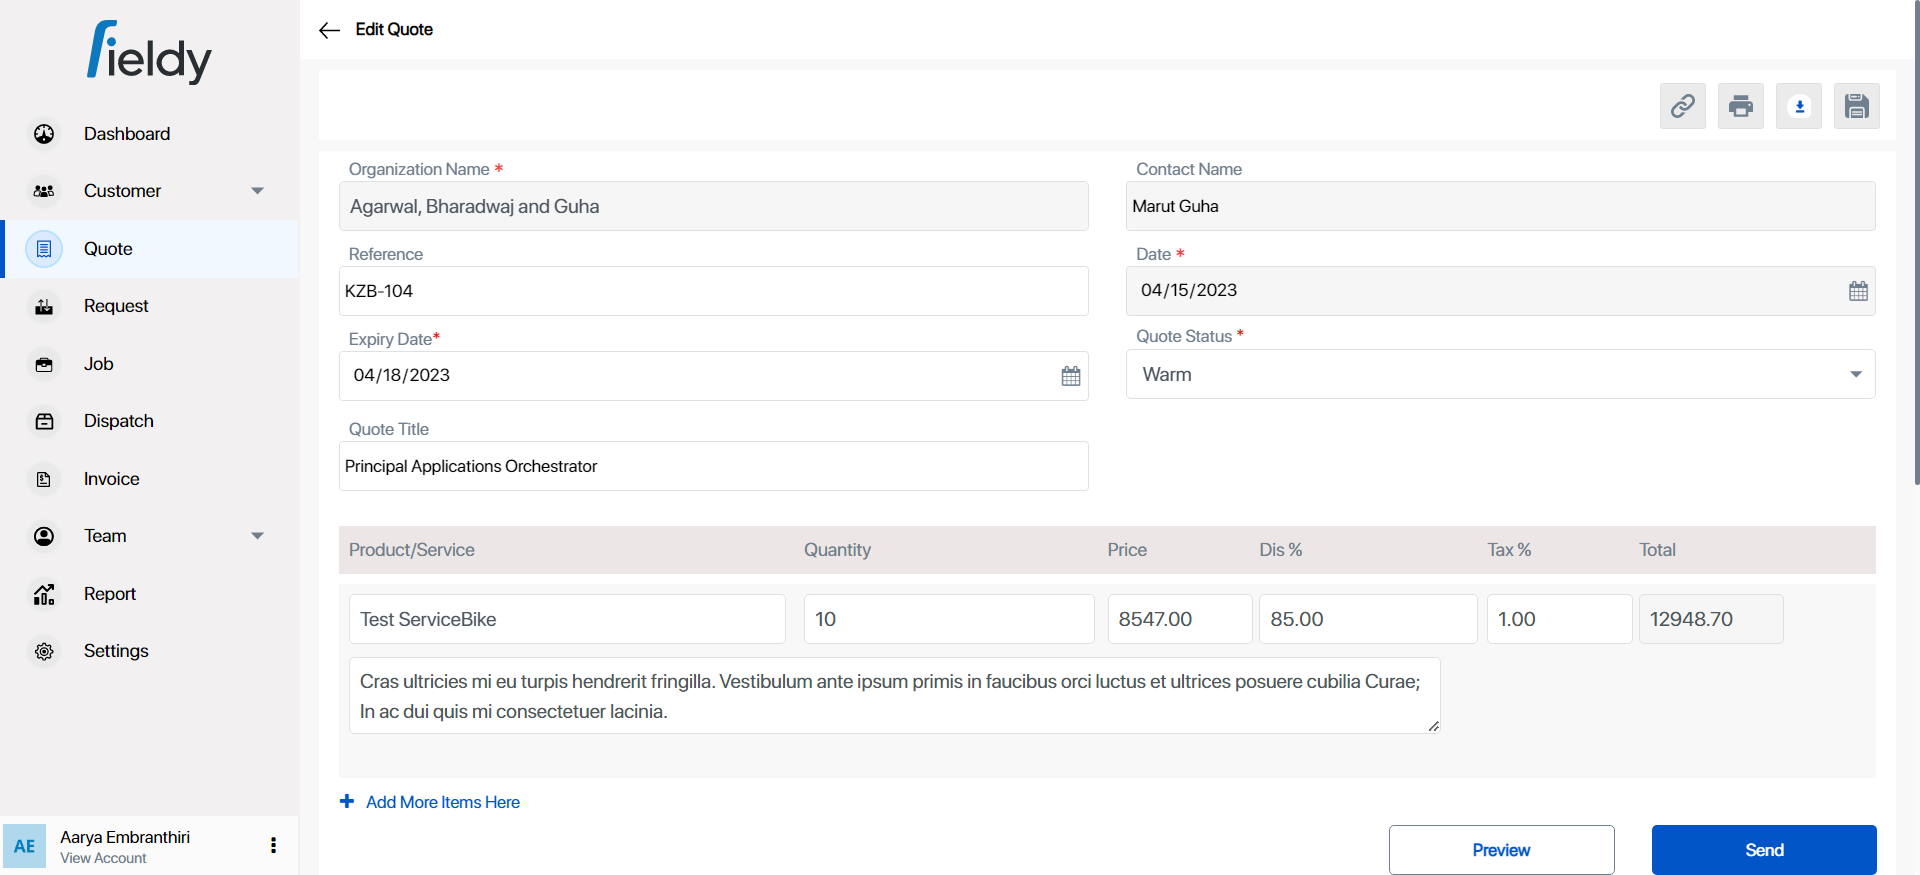 fieldy
Edit Quote
Dashboard
Customer
Quote
Request
Job
Dispatch
Invoice
Team
Report
Settings
AE
Aarya Embranthiri
View Account
Organization Name *
Agarwal, Bharadwaj and Guha
Contact Name
Marut Guha
Reference
KZB-104
Date *
04/15/2023
Expiry Date*
04/18/2023
Quote Status *
Warm
Quote Title
Principal Applications Orchestrator
Product/Service Quantity Price Dis % Tax % Total
Test ServiceBike 10 8547.00 85.00 1.00 12948.70
Cras ultricies mi eu turpis hendrerit fringilla. Vestibulum ante ipsum primis in faucibus orci luctus et ultrices posuere cubilia Curae;
In ac dui quis mi consectetuer lacinia.
Add More Items Here
Preview
Send